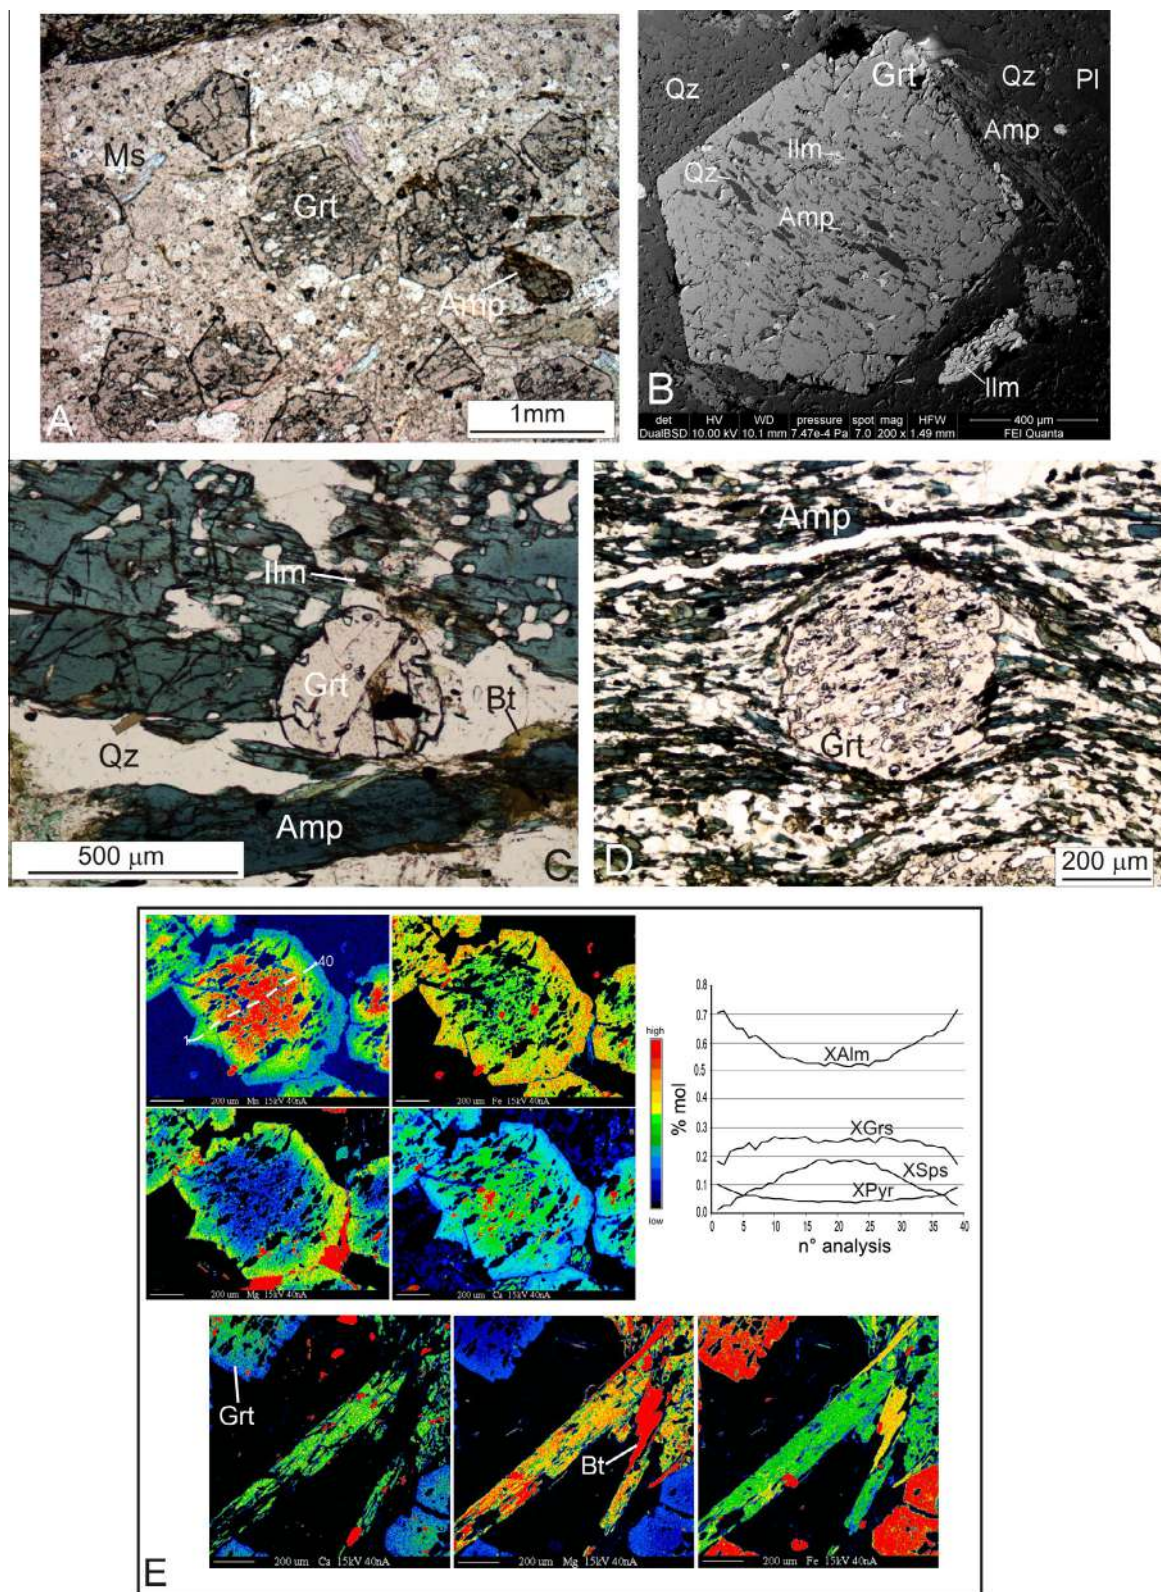 Ms
Grt
Amp
A
1mm
Qz
Grt
Qz
Pl
Amp
Ilm
Qz
Amp
Ilm
B
det HV WD pressure spot mag HFW 400 µm
DualBSD 10.00 kV 10.1 mm 7.47e-4 Pa 7.0 200 x 1.49 mm FEI Quanta
Ilm
Grt
Bt
Qz
Amp
500 µm
C
Amp
Grt
D
200 µm
40
1
200 um Mn 15kV 40nA
200 um Fe 15kV 40nA
200 um Mg 15kV 40nA
200 um Ca 15kV 40nA
high
low
% mol
0.8
0.7
0.6
0.5
0.4
0.3
0.2
0.1
0.0
XAlm
XGrs
XSps
XPyr
0 5 10 15 20 25 30 35 40
n° analysis
Grt
200 um Ca 15kV 40nA
Bt
200 um Mg 15kV 40nA
200 um Fe 15kV 40nA
E